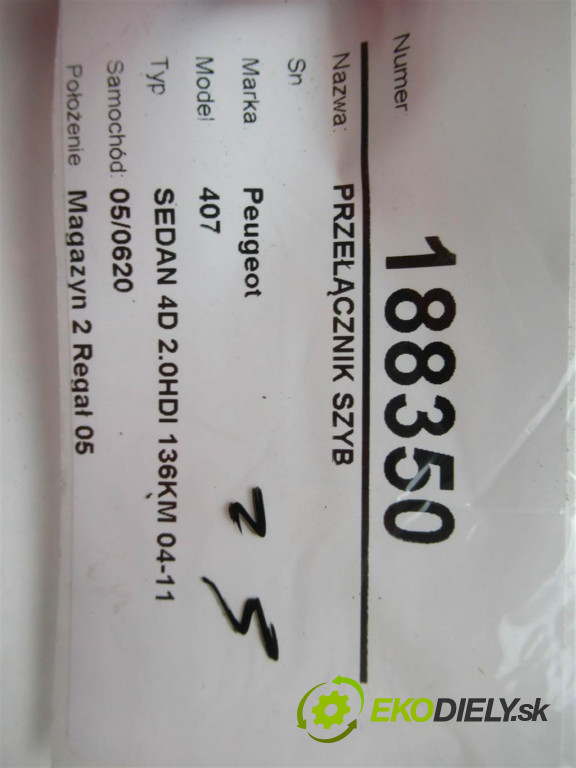 Numer 188350
Nazwa: PRZEŁĄCZNIK SZYB
Sn
Marka Peugeot
Model 407
Typ SEDAN 4D 2.0HDI 136KM 04-11
Samochód: 05/0620
Położenie Magazyn 2 Regał 05
EKODIELY.sk